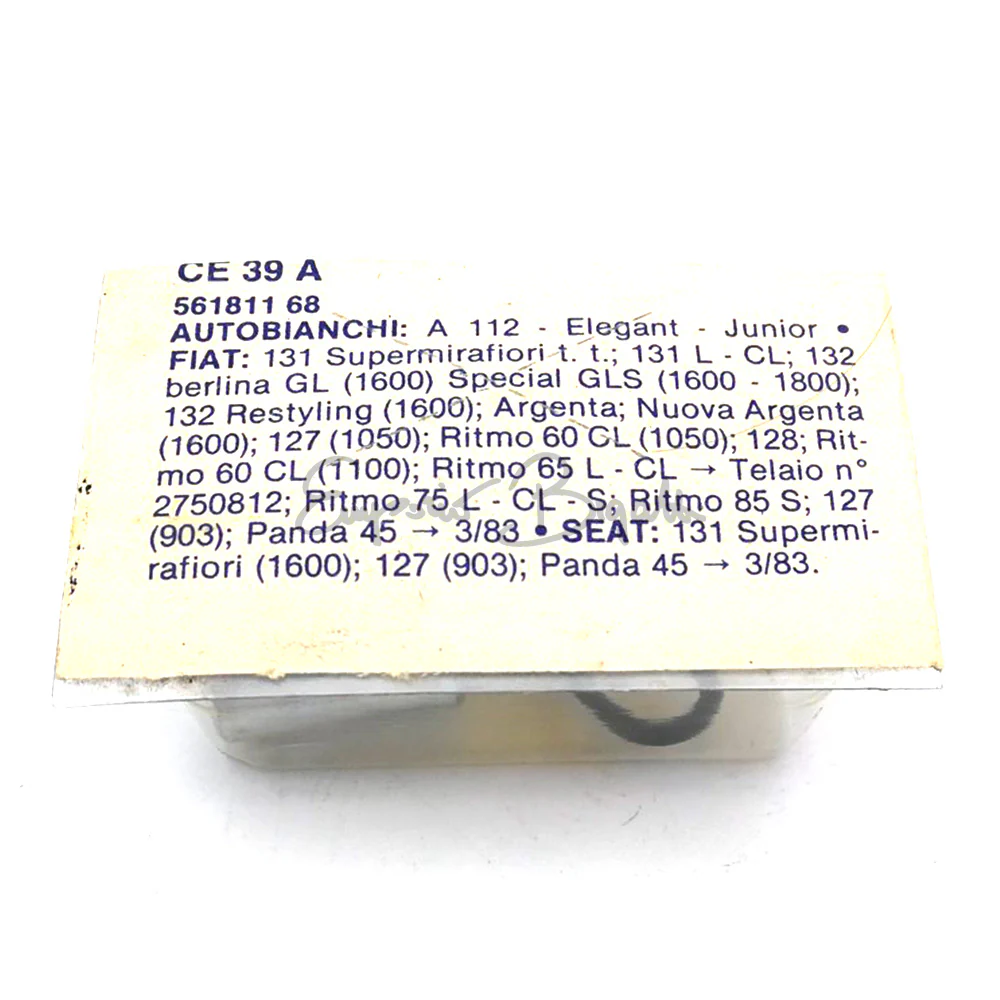 CE 39 A
561811 68
AUTOBIANCHI: A 112 - Elegant - Junior •
FIAT: 131 Supermirafiori t. t.; 131 L - CL; 132
berlina GL (1600) Special GLS (1600 - 1800);
132 Restyling (1600); Argenta; Nuova Argenta
(1600); 127 (1050); Ritmo 60 CL (1050); 128; Rit-
mo 60 CL (1100); Ritmo 65 L - CL → Telaio n°
2750812; Ritmo 75 L - CL - S; Ritmo 85 S; 127
(903); Panda 45 → 3/83 • SEAT: 131 Supermi-
rafiori (1600); 127 (903); Panda 45 → 3/83.